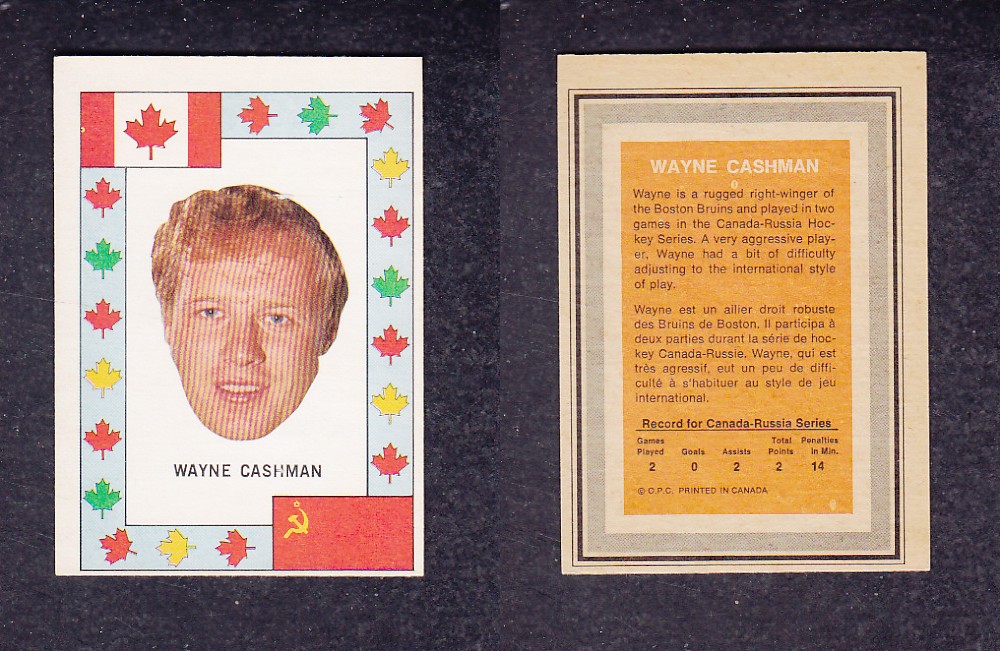 WAYNE CASHMAN
WAYNE CASHMAN
Wayne is a rugged right-winger of
the Boston Bruins and played in two
games in the Canada-Russia Hoc-
key Series. A very aggressive play-
er, Wayne had a bit of difficulty
adjusting to the international style
of play.
Wayne est un ailier droit robuste
des Bruins de Boston. Il participa à
deux parties durant la série de hoc-
key Canada-Russie. Wayne, qui est
très agressif, eut un peu de diffi-
culté à s'habituer au style de jeu
international.
Record for Canada-Russia Series
Games Total Penalties
Played Goals Assists Points in Min.
2 0 2 2 14
© O.P.C. PRINTED IN CANADA